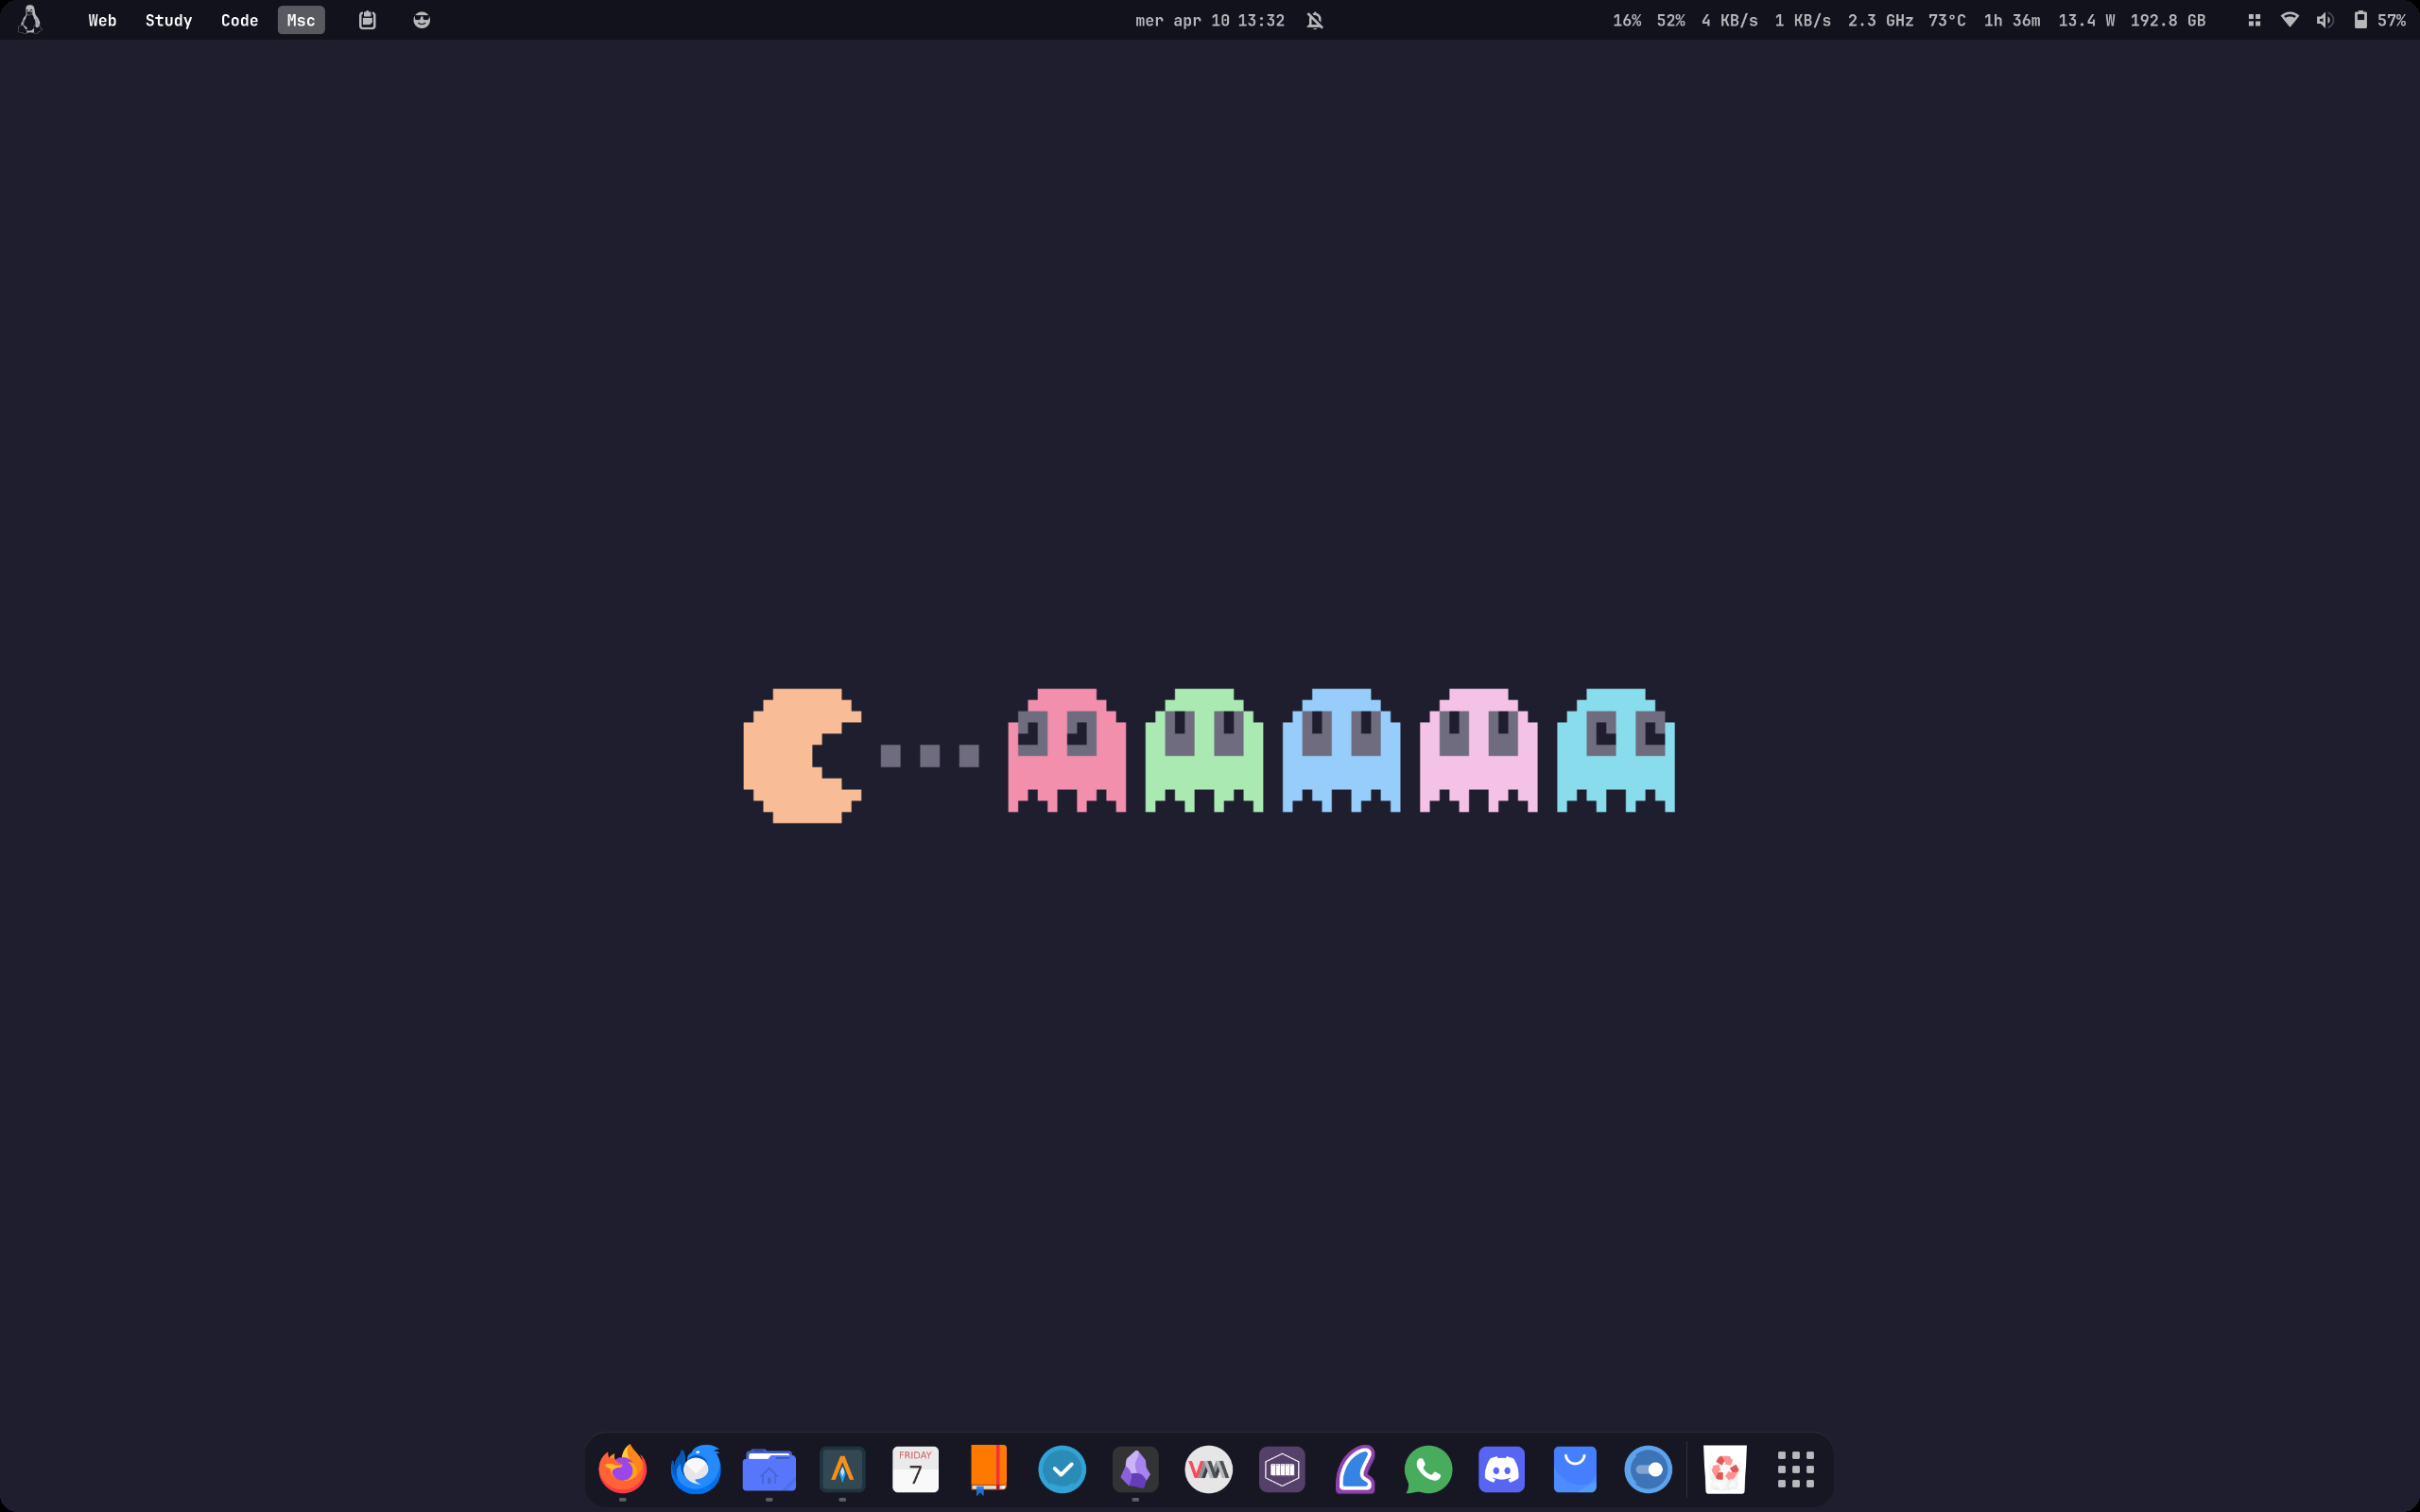 Web Study Code Msc mer apr 10 13:32 16% 52% 4 KB/s 1 KB/s 2.3 GHz 73°C 1h 36m 13.4 W 192.8 GB 57%
FRIDAY
7
VM